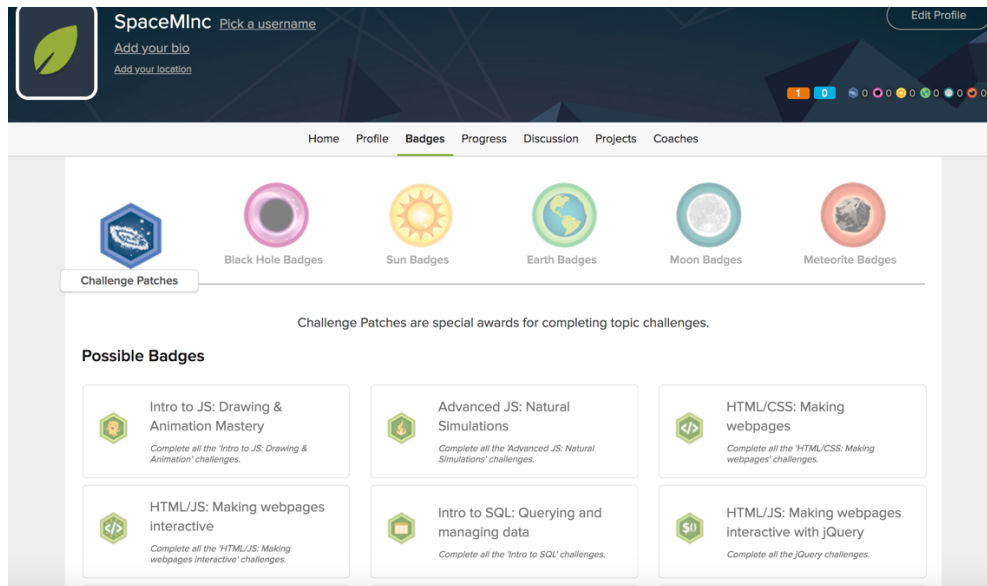 SpaceMInc Pick a username
Edit Profile
Add your bio
Add your location
1 0 0 0 0 0 0 0
Home Profile Badges Progress Discussion Projects Coaches
Challenge Patches
Black Hole Badges
Sun Badges
Earth Badges
Moon Badges
Meteorite Badges
Challenge Patches are special awards for completing topic challenges.
Possible Badges
Intro to JS: Drawing &
Animation Mastery
Complete all the 'Intro to JS: Drawing &
Animation' challenges.
Advanced JS: Natural
Simulations
Complete all the 'Advanced JS: Natural
Simulations' challenges.
</>
HTML/CSS: Making
webpages
Complete all the 'HTML/CSS: Making
webpages' challenges.
</>
HTML/JS: Making webpages
interactive
Complete all the 'HTML/JS: Making
webpages interactive' challenges.
Intro to SQL: Querying and
managing data
Complete all the 'Intro to SQL' challenges.
$()
HTML/JS: Making webpages
interactive with jQuery
Complete all the jQuery challenges.